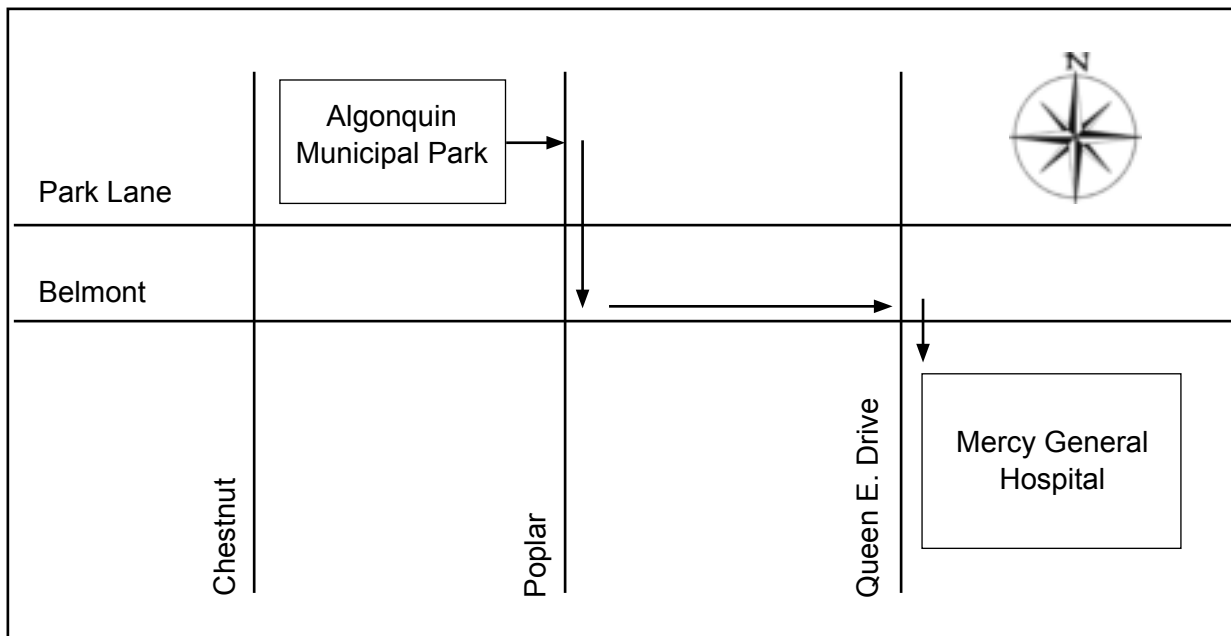 N
Algonquin
Municipal Park
Park Lane
Belmont
Chestnut
Poplar
Queen E. Drive
Mercy General
Hospital